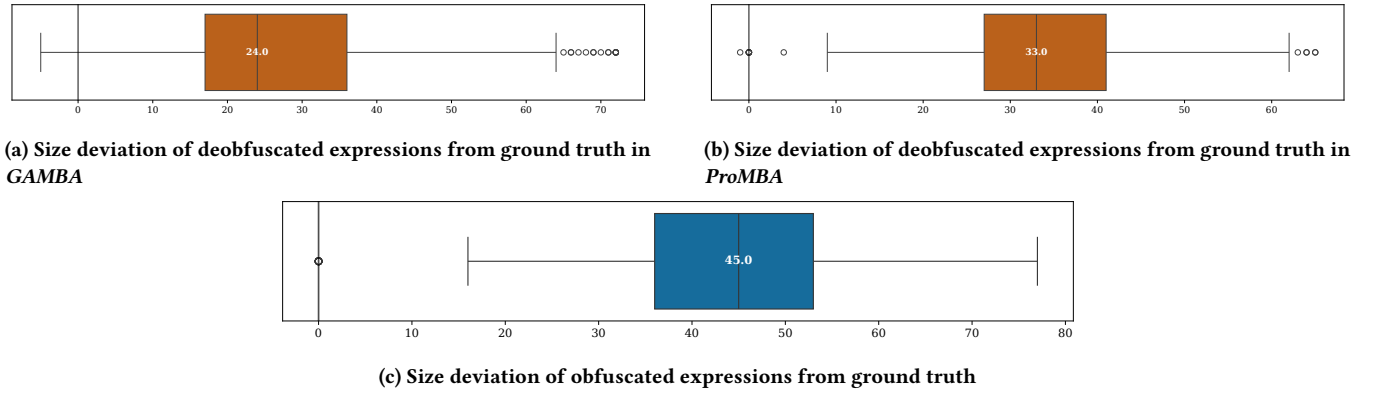 24.0
0 10 20 30 40 50 60 70
(a) Size deviation of deobfuscated expressions from ground truth in
GAMBA
33.0
0 10 20 30 40 50 60
(b) Size deviation of deobfuscated expressions from ground truth in
ProMBA
45.0
0 10 20 30 40 50 60 70 80
(c) Size deviation of obfuscated expressions from ground truth